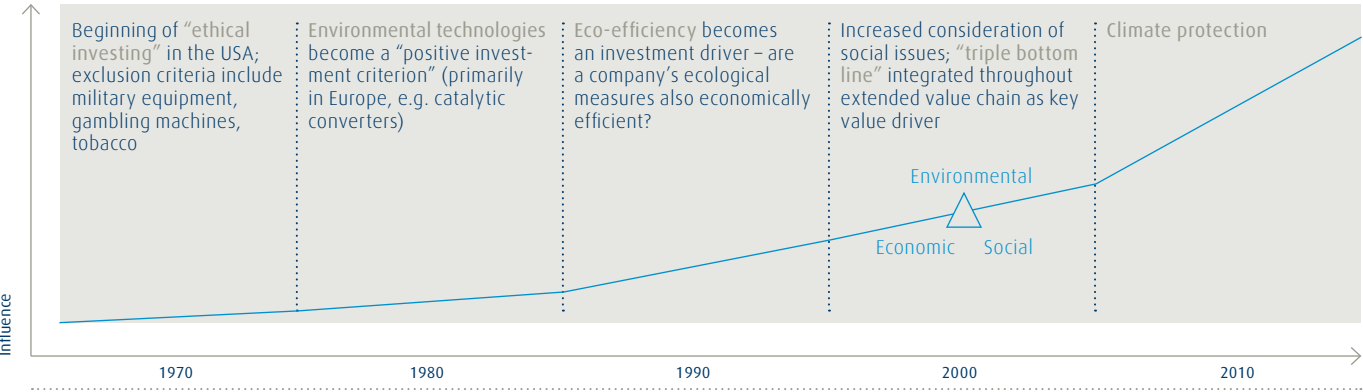 Beginning of “ethical
investing” in the USA;
exclusion criteria include
military equipment,
gambling machines,
tobacco
Environmental technologies
become a “positive invest-
ment criterion” (primarily
in Europe, e.g. catalytic
converters)
Eco-efficiency becomes
an investment driver – are
a company’s ecological
measures also economically
efficient?
Increased consideration of
social issues; “triple bottom
line” integrated throughout
extended value chain as key
value driver
Climate protection
Environmental
Economic Social
Influence
1970 1980 1990 2000 2010